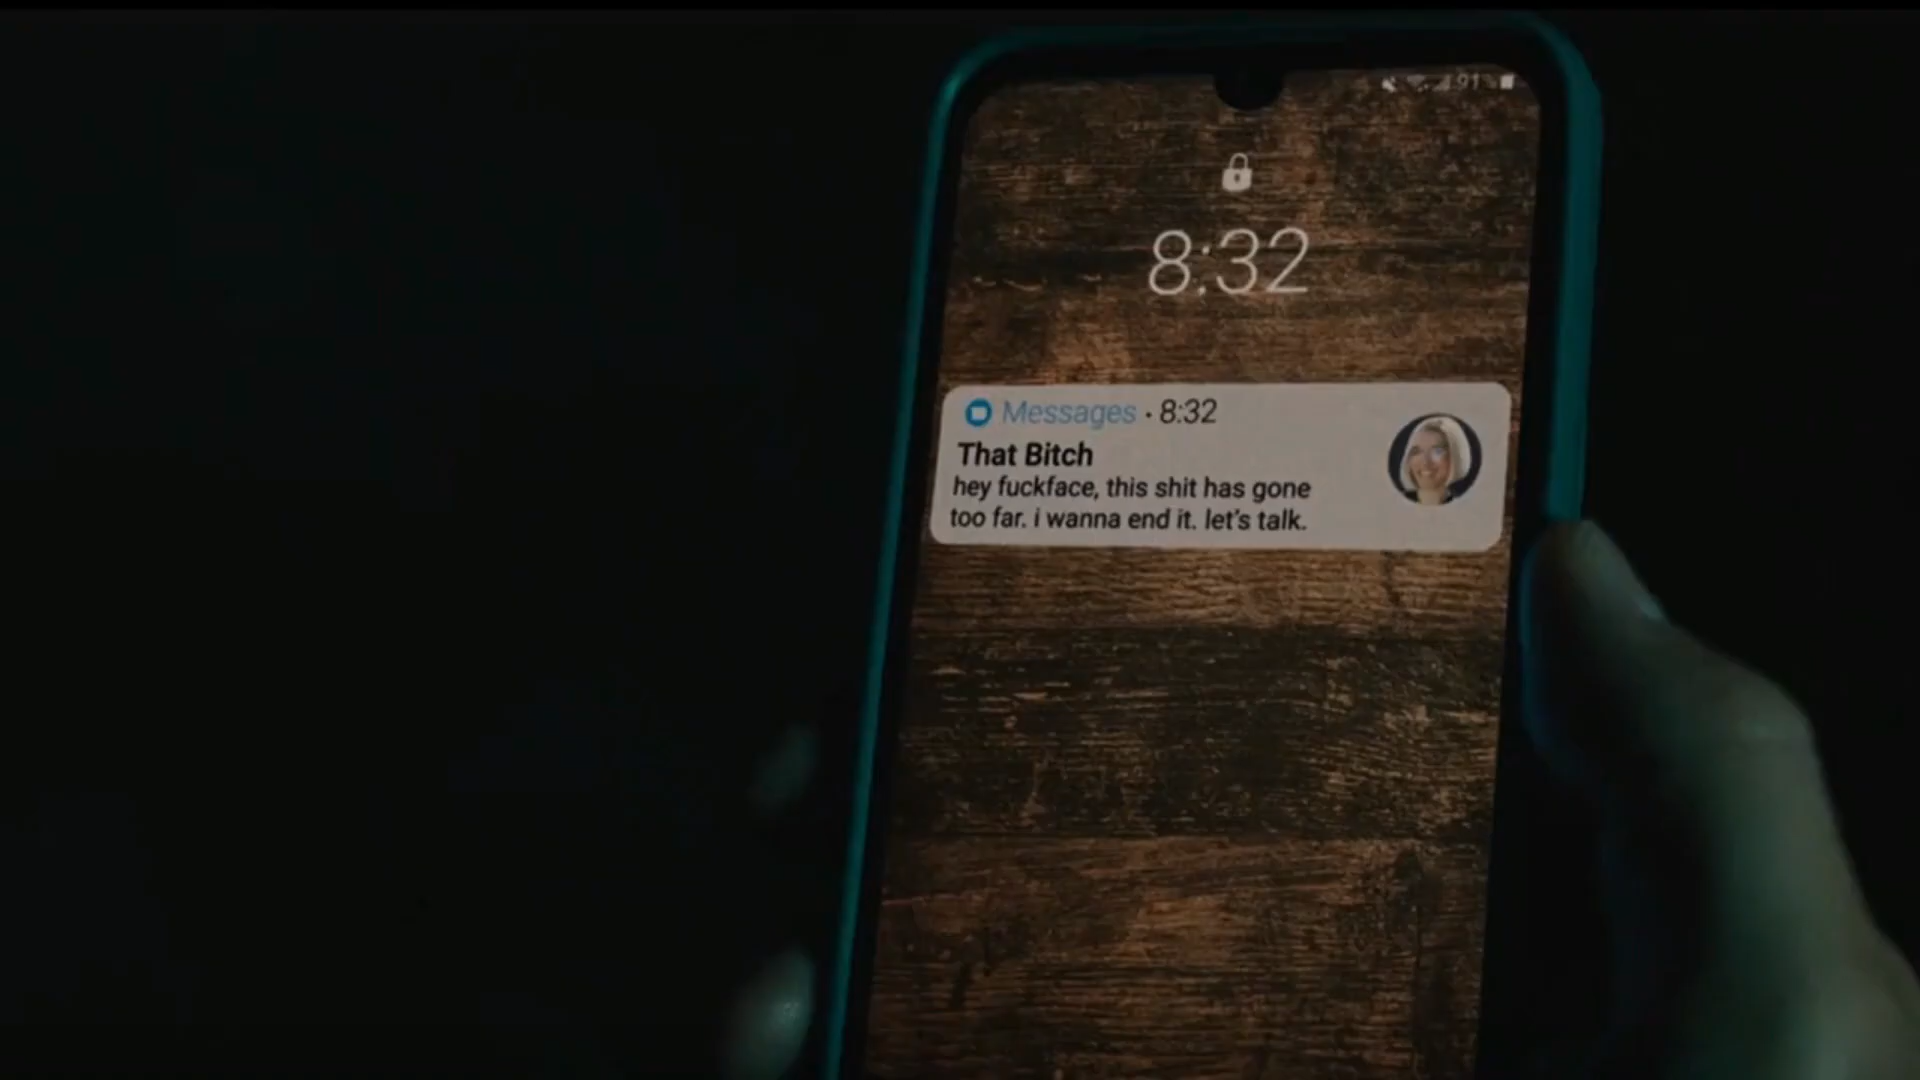 91%
8:32
Messages · 8:32
That Bitch
hey fuckface, this shit has gone
too far. i wanna end it. let's talk.